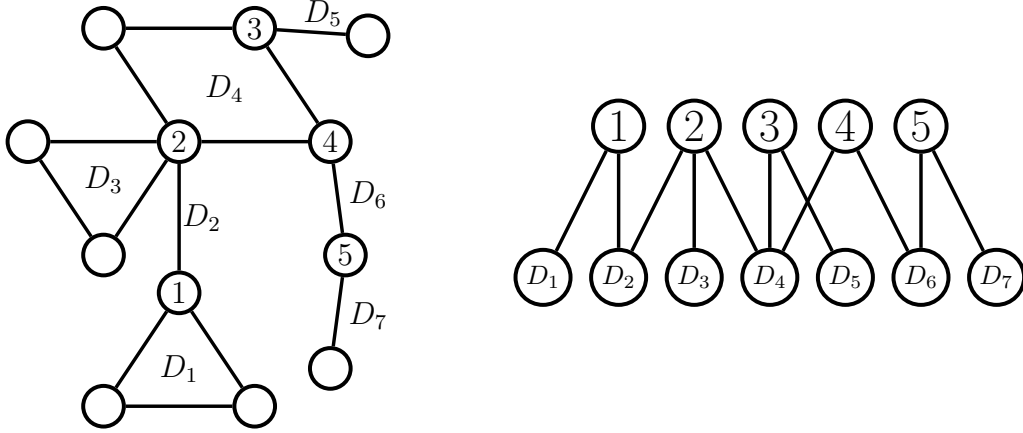 3
D₅
D₄
2
4
D₃
D₆
D₂
5
1
D₇
D₁
1 2 3 4 5
D₁ D₂ D₃ D₄ D₅ D₆ D₇